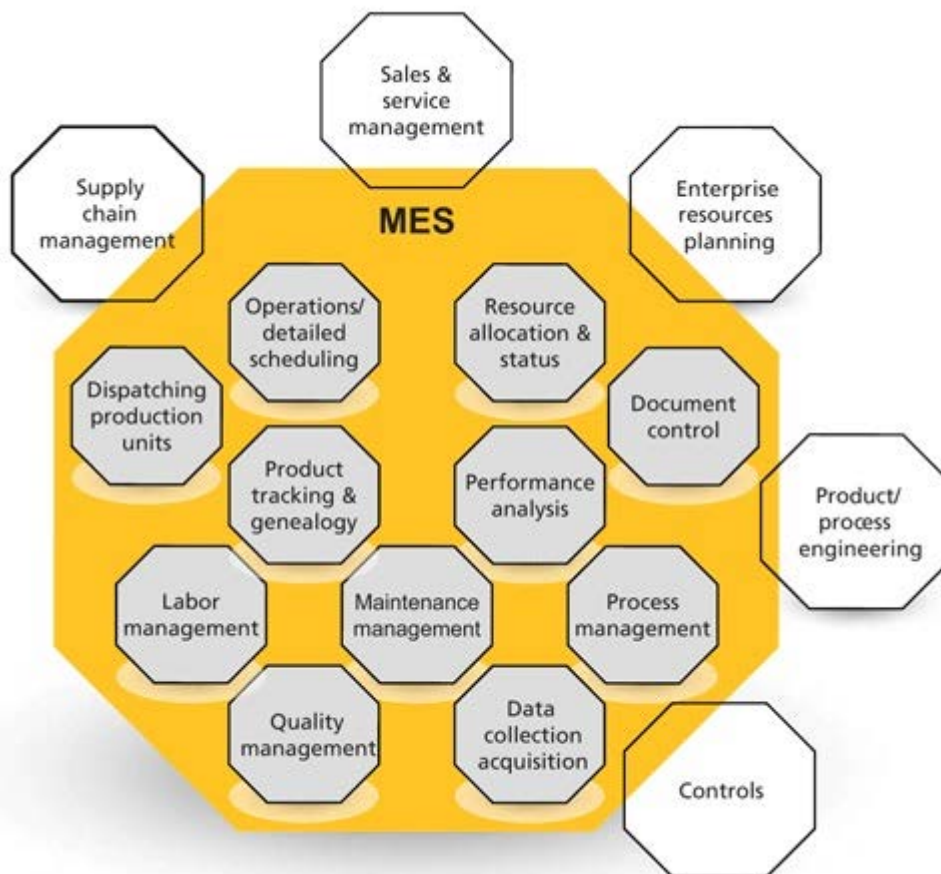 Sales &
service
management
Supply
chain
management
Enterprise
resources
planning
MES
Operations/
detailed
scheduling
Resource
allocation &
status
Dispatching
production
units
Document
control
Product
tracking &
genealogy
Performance
analysis
Product/
process
engineering
Labor
management
Maintenance
management
Process
management
Quality
management
Data
collection
acquisition
Controls